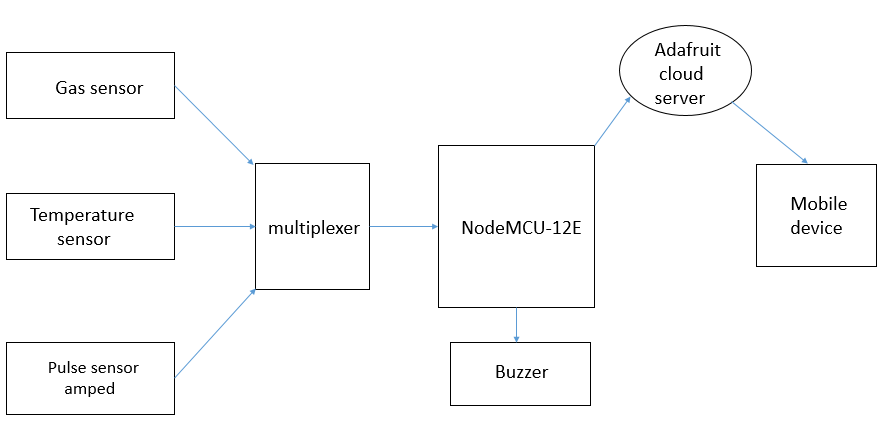 Gas sensor
Temperature
sensor
Pulse sensor
amped
multiplexer
NodeMCU-12E
Buzzer
Adafruit
cloud
server
Mobile
device